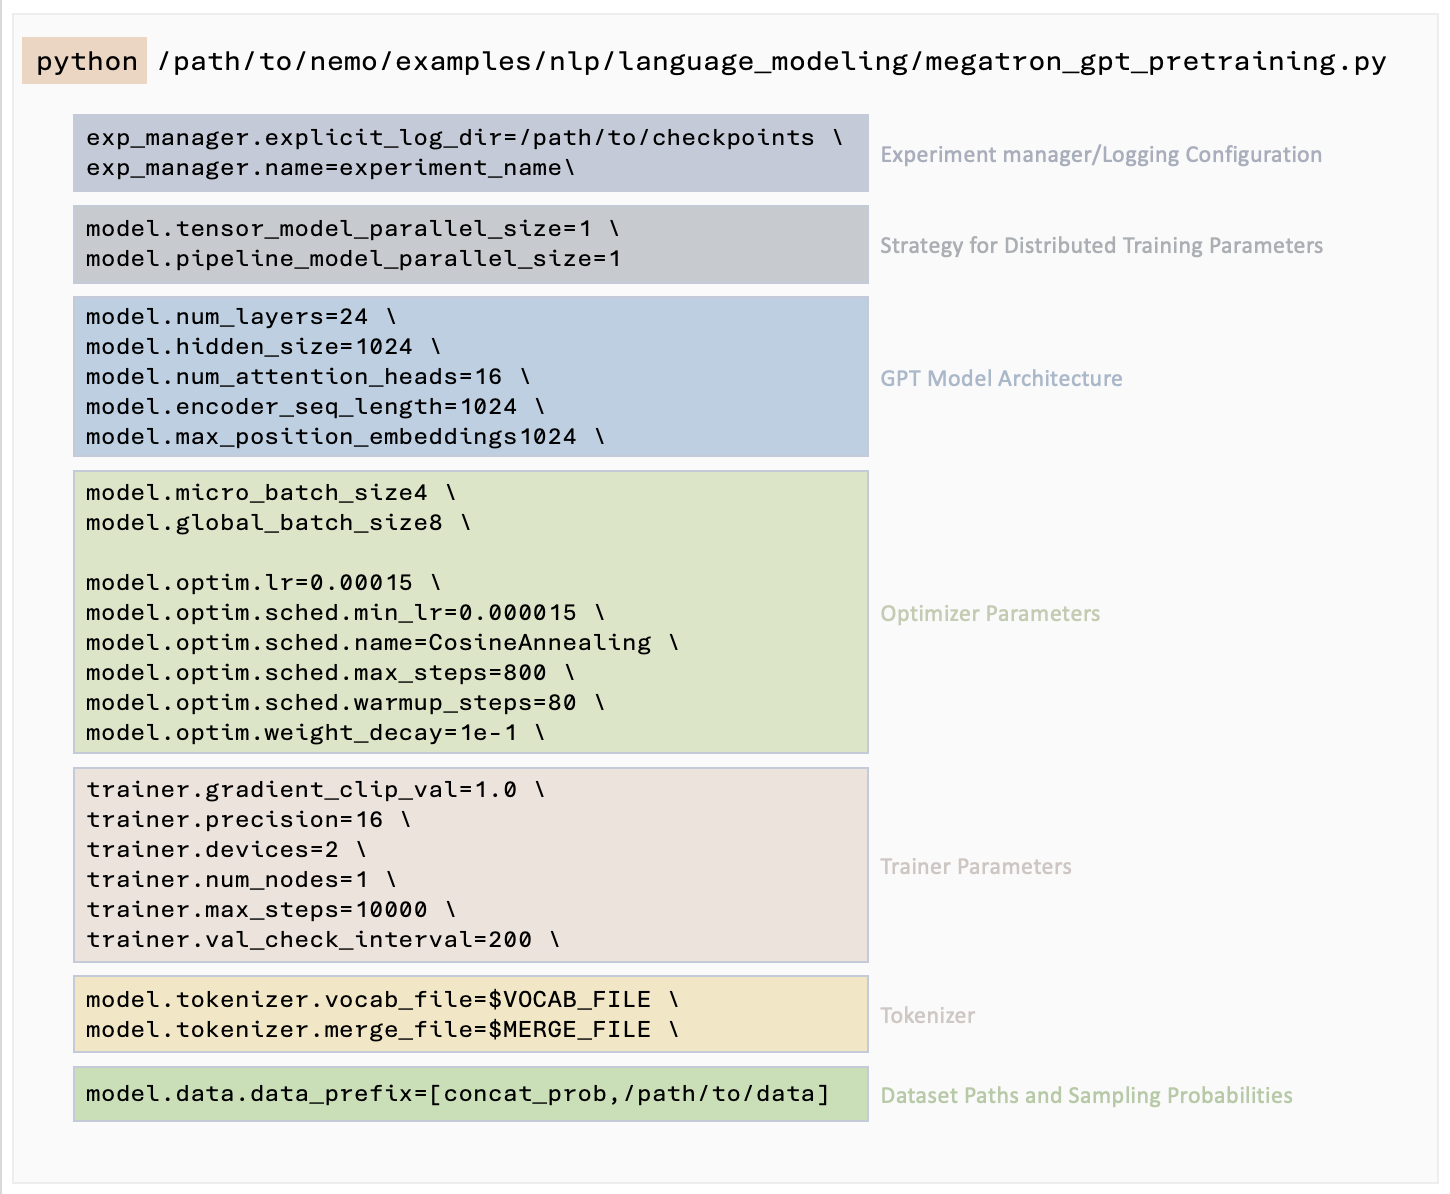 python /path/to/nemo/examples/nlp/language_modeling/megatron_gpt_pretraining.py
exp_manager.explicit_log_dir=/path/to/checkpoints \
exp_manager.name=experiment_name\
Experiment manager/Logging Configuration
model.tensor_model_parallel_size=1 \
model.pipeline_model_parallel_size=1
Strategy for Distributed Training Parameters
model.num_layers=24 \
model.hidden_size=1024 \
model.num_attention_heads=16 \
model.encoder_seq_length=1024 \
model.max_position_embeddings1024 \
GPT Model Architecture
model.micro_batch_size4 \
model.global_batch_size8 \
model.optim.lr=0.00015 \
model.optim.sched.min_lr=0.000015 \
model.optim.sched.name=CosineAnnealing \
model.optim.sched.max_steps=800 \
model.optim.sched.warmup_steps=80 \
model.optim.weight_decay=1e-1 \
Optimizer Parameters
trainer.gradient_clip_val=1.0 \
trainer.precision=16 \
trainer.devices=2 \
trainer.num_nodes=1 \
trainer.max_steps=10000 \
trainer.val_check_interval=200 \
Trainer Parameters
model.tokenizer.vocab_file=$VOCAB_FILE \
model.tokenizer.merge_file=$MERGE_FILE \
Tokenizer
model.data.data_prefix=[concat_prob,/path/to/data]
Dataset Paths and Sampling Probabilities